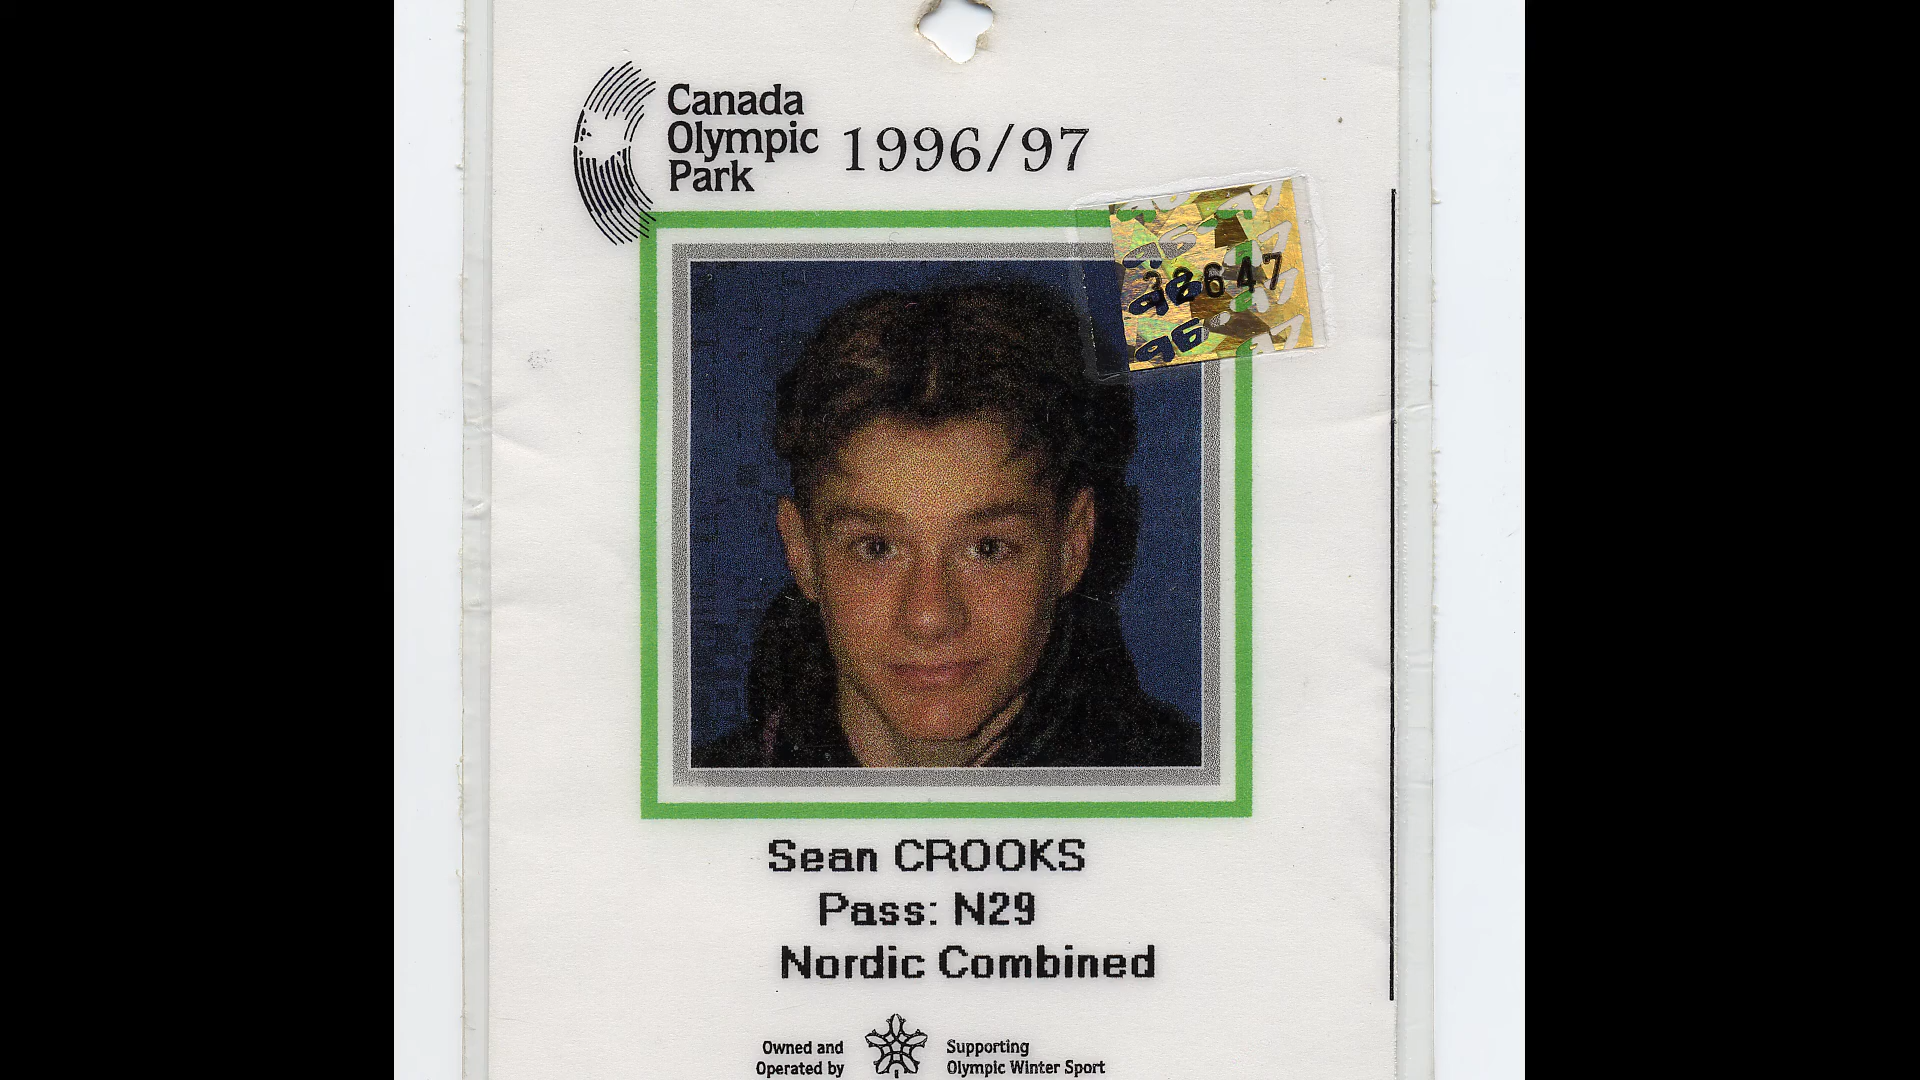 Canada
Olympic
Park
1996/97
32647
Sean CROOKS
Pass: N29
Nordic Combined
Owned and
Operated by
Supporting
Olympic Winter Sport